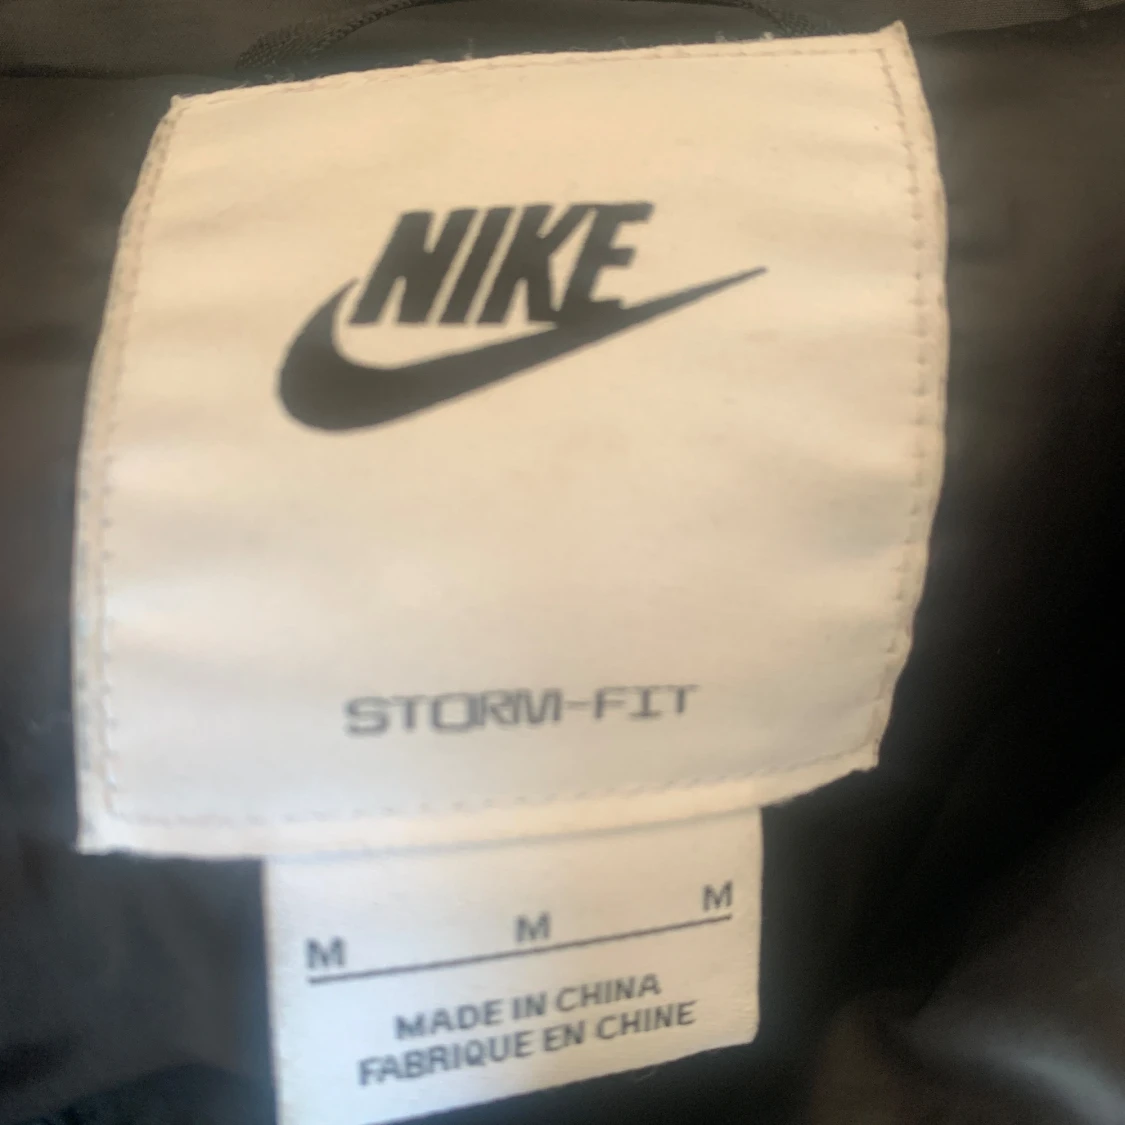 NIKE
STORM-FIT
M M M
MADE IN CHINA
FABRIQUE EN CHINE